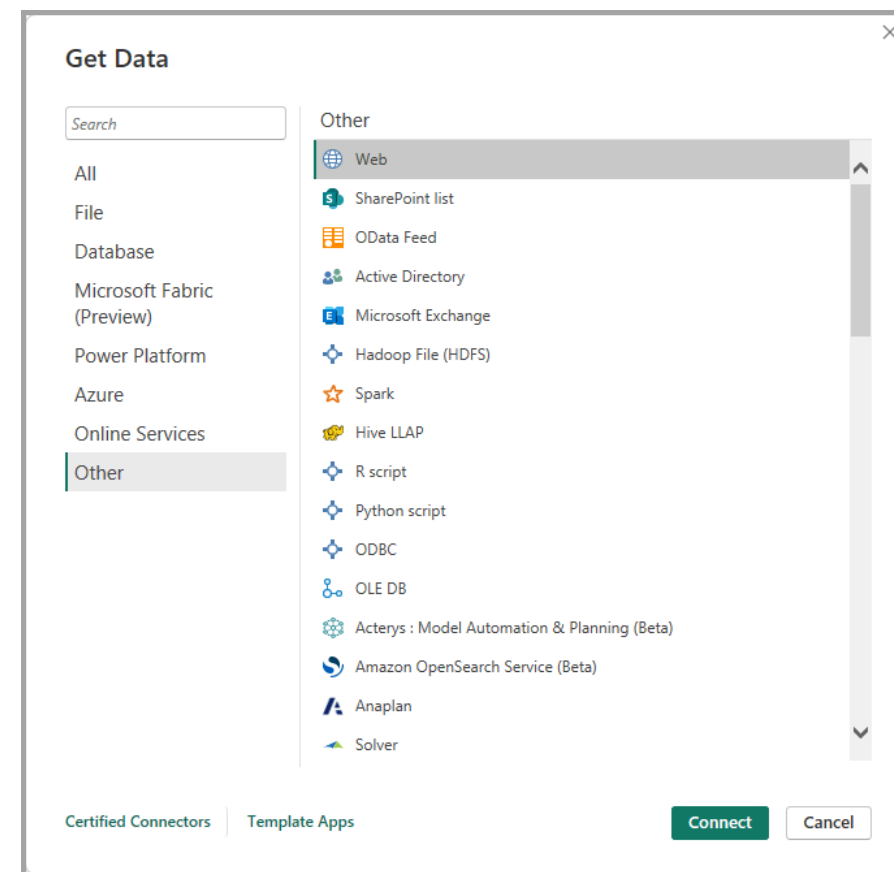 Get Data
Search
All
File
Database
Microsoft Fabric
(Preview)
Power Platform
Azure
Online Services
Other
Other
Web
SharePoint list
OData Feed
Active Directory
Microsoft Exchange
Hadoop File (HDFS)
Spark
Hive LLAP
R script
Python script
ODBC
OLE DB
Acterys : Model Automation & Planning (Beta)
Amazon OpenSearch Service (Beta)
Anaplan
Solver
Certified Connectors
Template Apps
Connect
Cancel